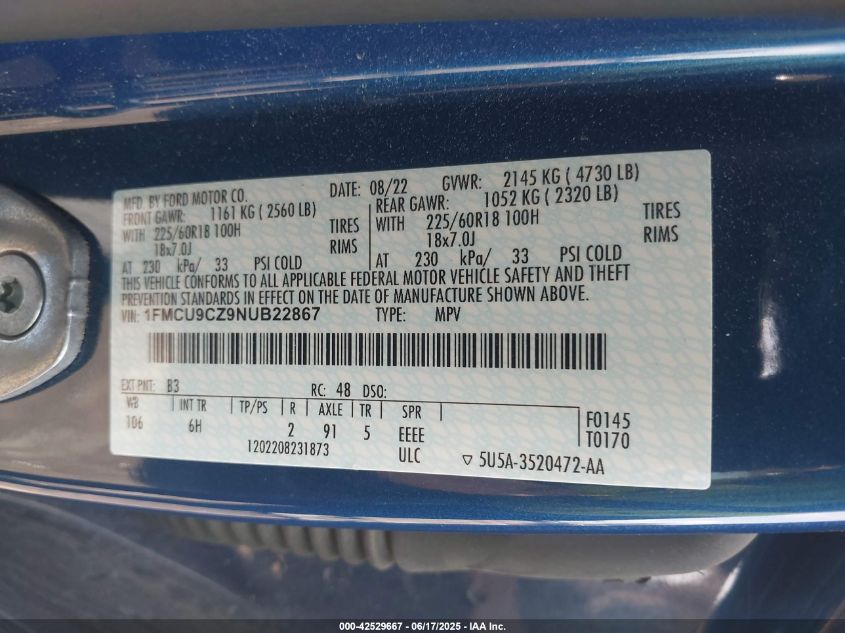 MFD. BY FORD MOTOR CO. DATE: 08/22 GVWR: 2145 KG ( 4730 LB)
FRONT GAWR: 1161 KG ( 2560 LB) REAR GAWR: 1052 KG ( 2320 LB)
WITH 225/60R18 100H TIRES WITH 225/60R18 100H TIRES
18x7.0J RIMS 18x7.0J RIMS
AT 230 kPa/ 33 PSI COLD AT 230 kPa/ 33 PSI COLD
THIS VEHICLE CONFORMS TO ALL APPLICABLE FEDERAL MOTOR VEHICLE SAFETY AND THEFT
PREVENTION STANDARDS IN EFFECT ON THE DATE OF MANUFACTURE SHOWN ABOVE.
VIN: 1FMCU9CZ9NUB22867 TYPE: MPV
EXT PNT: B3 RC: 48 DSO:
WB INT TR TP/PS R AXLE TR SPR F0145
106 6H 2 91 5 EEEE T0170
1202208231873 ULC ▽ 5U5A-3520472-AA
000-42529667 - 06/17/2025 - IAA Inc.